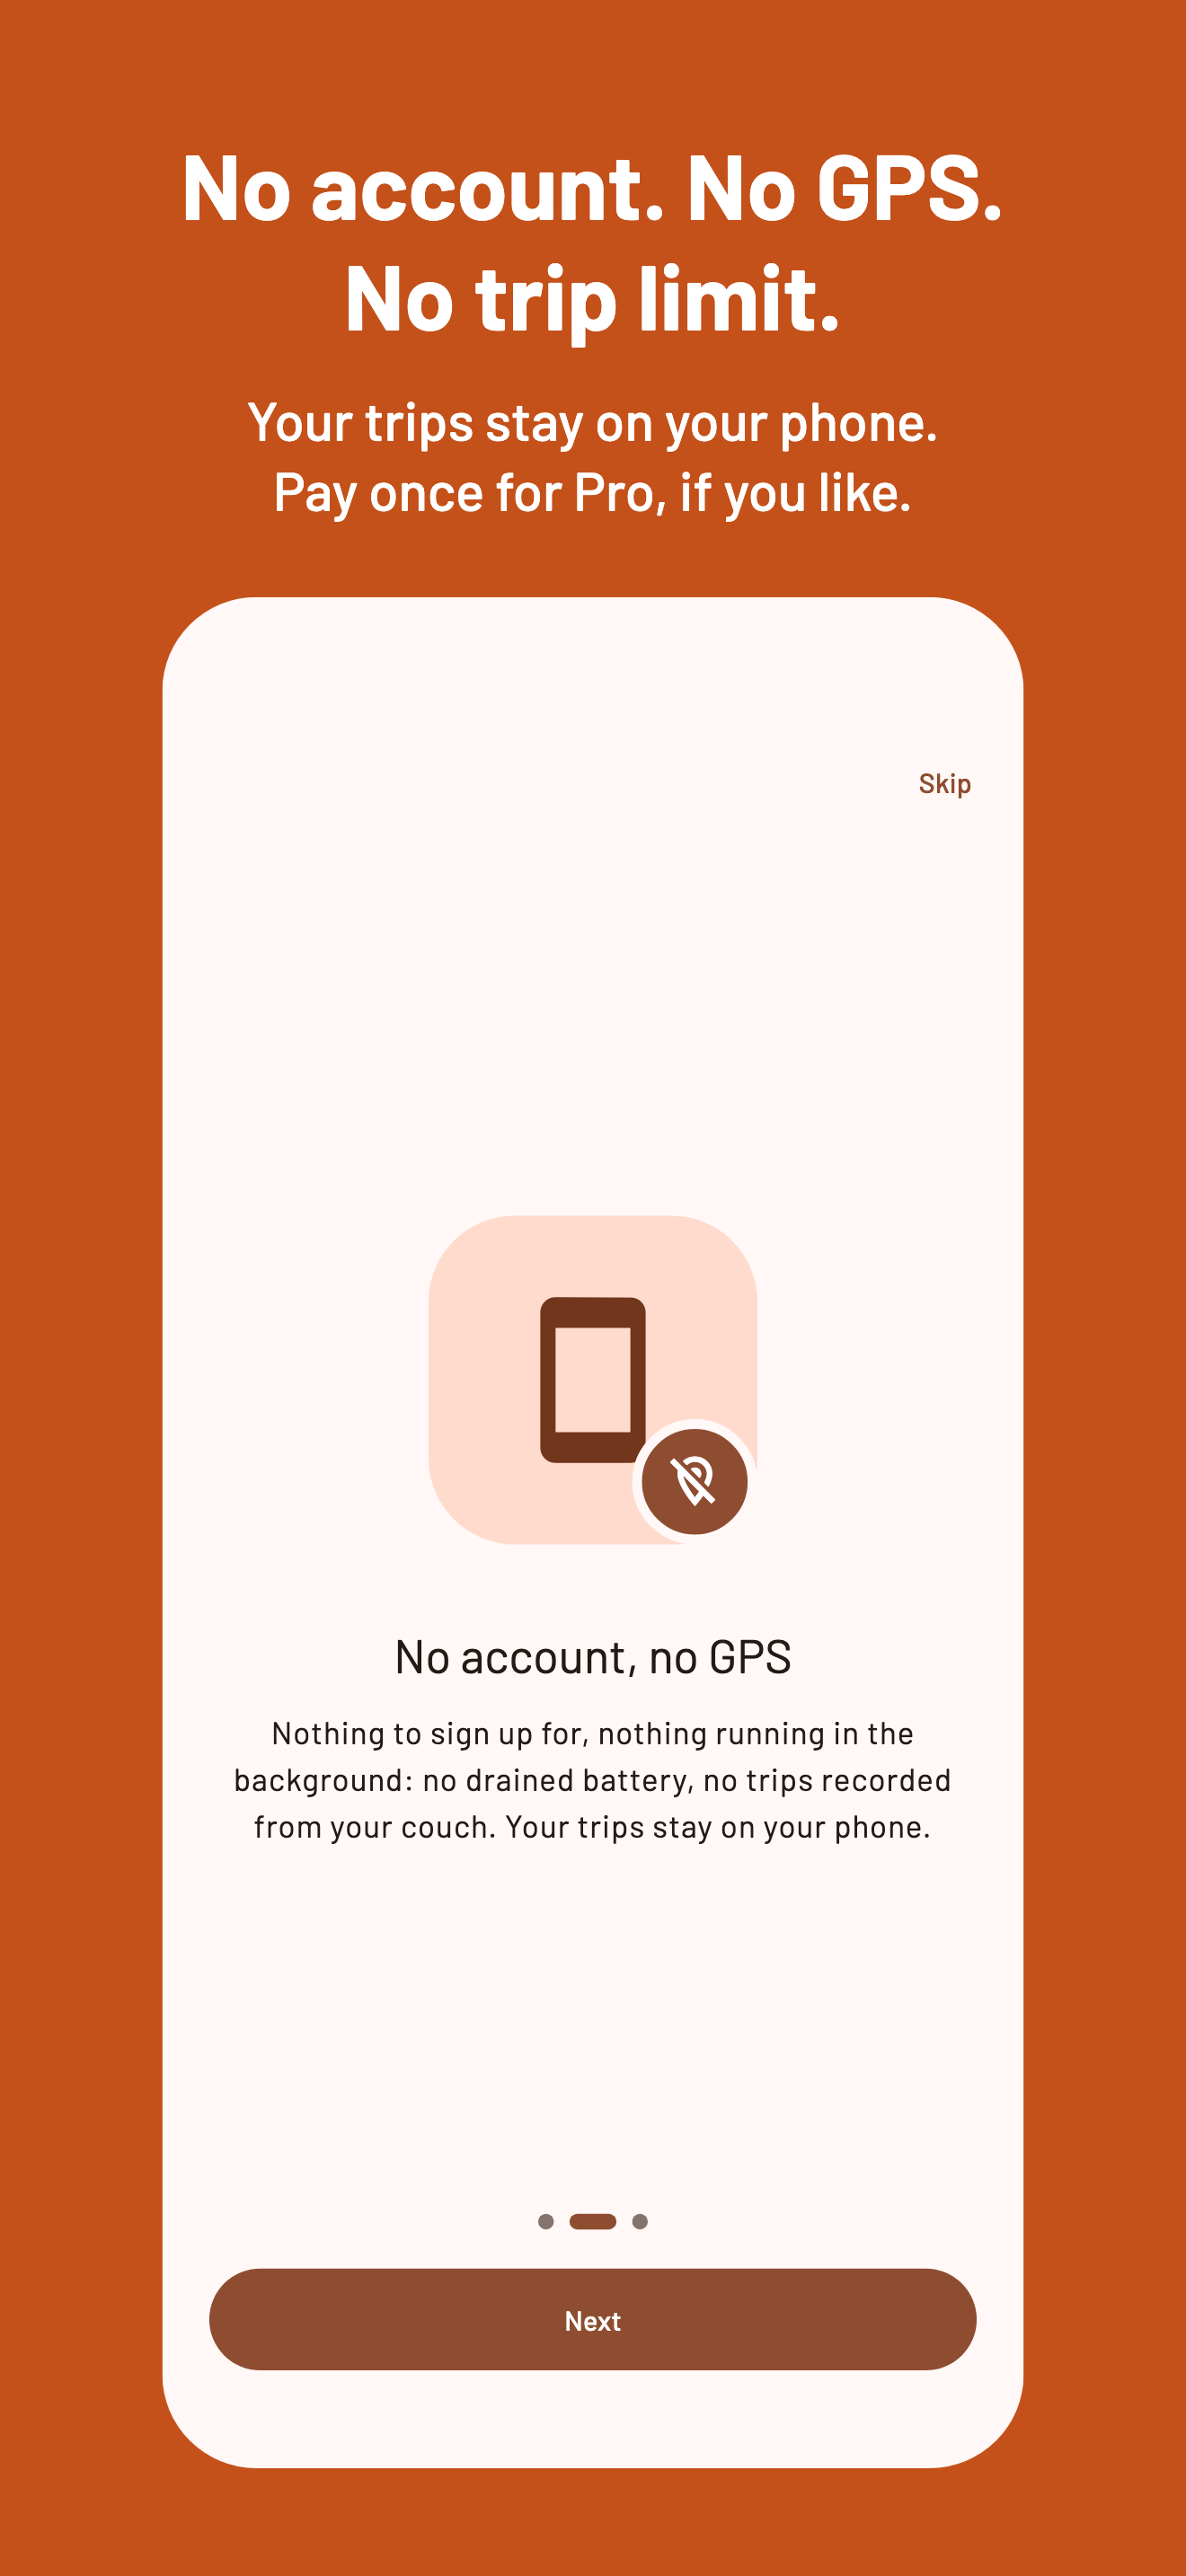 No account. No GPS.
No trip limit.
Your trips stay on your phone.
Pay once for Pro, if you like.
Skip
No account, no GPS
Nothing to sign up for, nothing running in the
background: no drained battery, no trips recorded
from your couch. Your trips stay on your phone.
Next